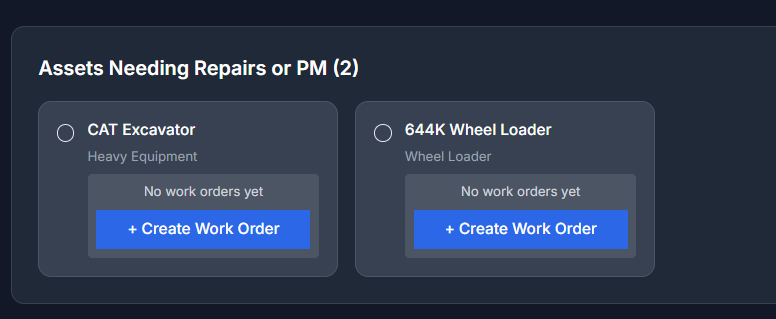 Assets Needing Repairs or PM (2)
CAT Excavator
Heavy Equipment
No work orders yet
+ Create Work Order
644K Wheel Loader
Wheel Loader
No work orders yet
+ Create Work Order